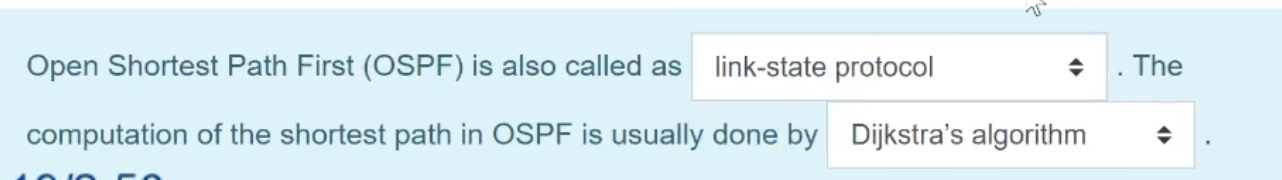 Open Shortest Path First (OSPF) is also called as link-state protocol . The
computation of the shortest path in OSPF is usually done by Dijkstra’s algorithm .